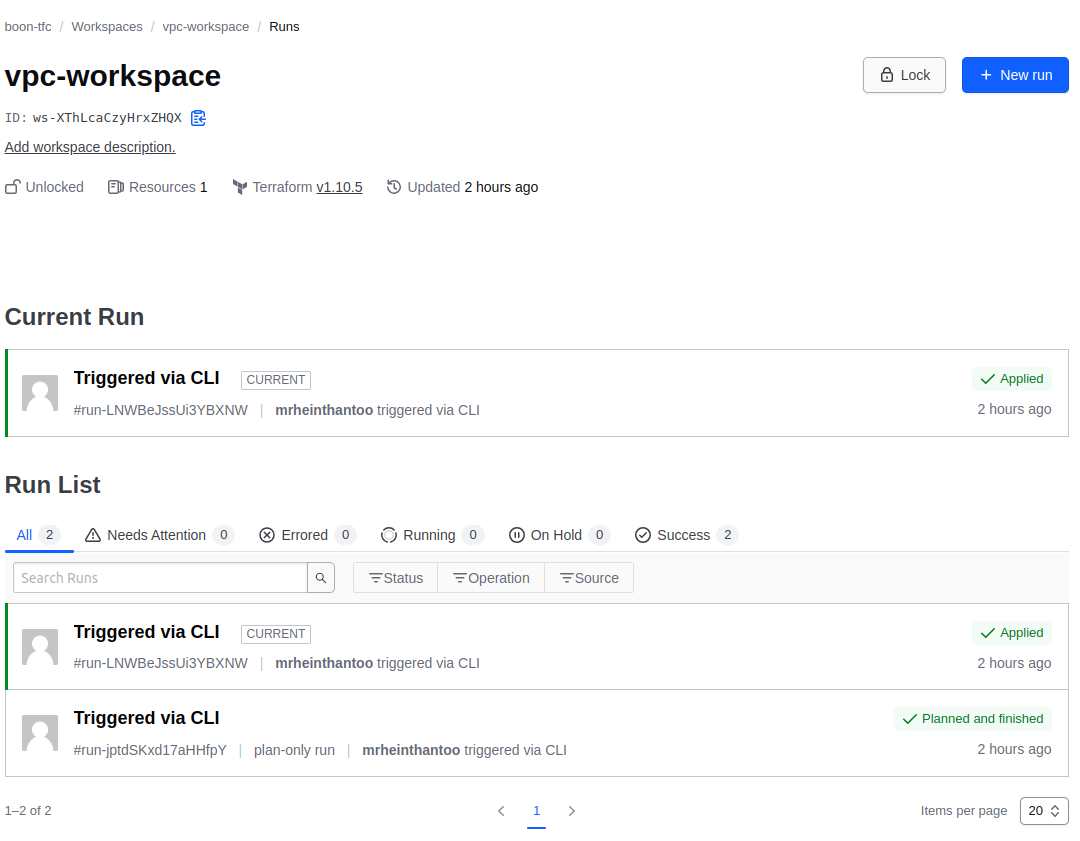 boon-tfc / Workspaces / vpc-workspace / Runs
vpc-workspace
Lock
+ New run
ID: ws-XThLcaCzyHrxZHQX
Add workspace description.
Unlocked Resources 1 Terraform v1.10.5 Updated 2 hours ago
Current Run
Triggered via CLI CURRENT Applied
#run-LNWBeJssUi3YBXNW | mrheinthantoo triggered via CLI 2 hours ago
Run List
All 2 Needs Attention 0 Errored 0 Running 0 On Hold 0 Success 2
Search Runs Status Operation Source
Triggered via CLI CURRENT Applied
#run-LNWBeJssUi3YBXNW | mrheinthantoo triggered via CLI 2 hours ago
Triggered via CLI Planned and finished
#run-jptdSKxd17aHHfpY | plan-only run | mrheinthantoo triggered via CLI 2 hours ago
1–2 of 2 1 Items per page 20